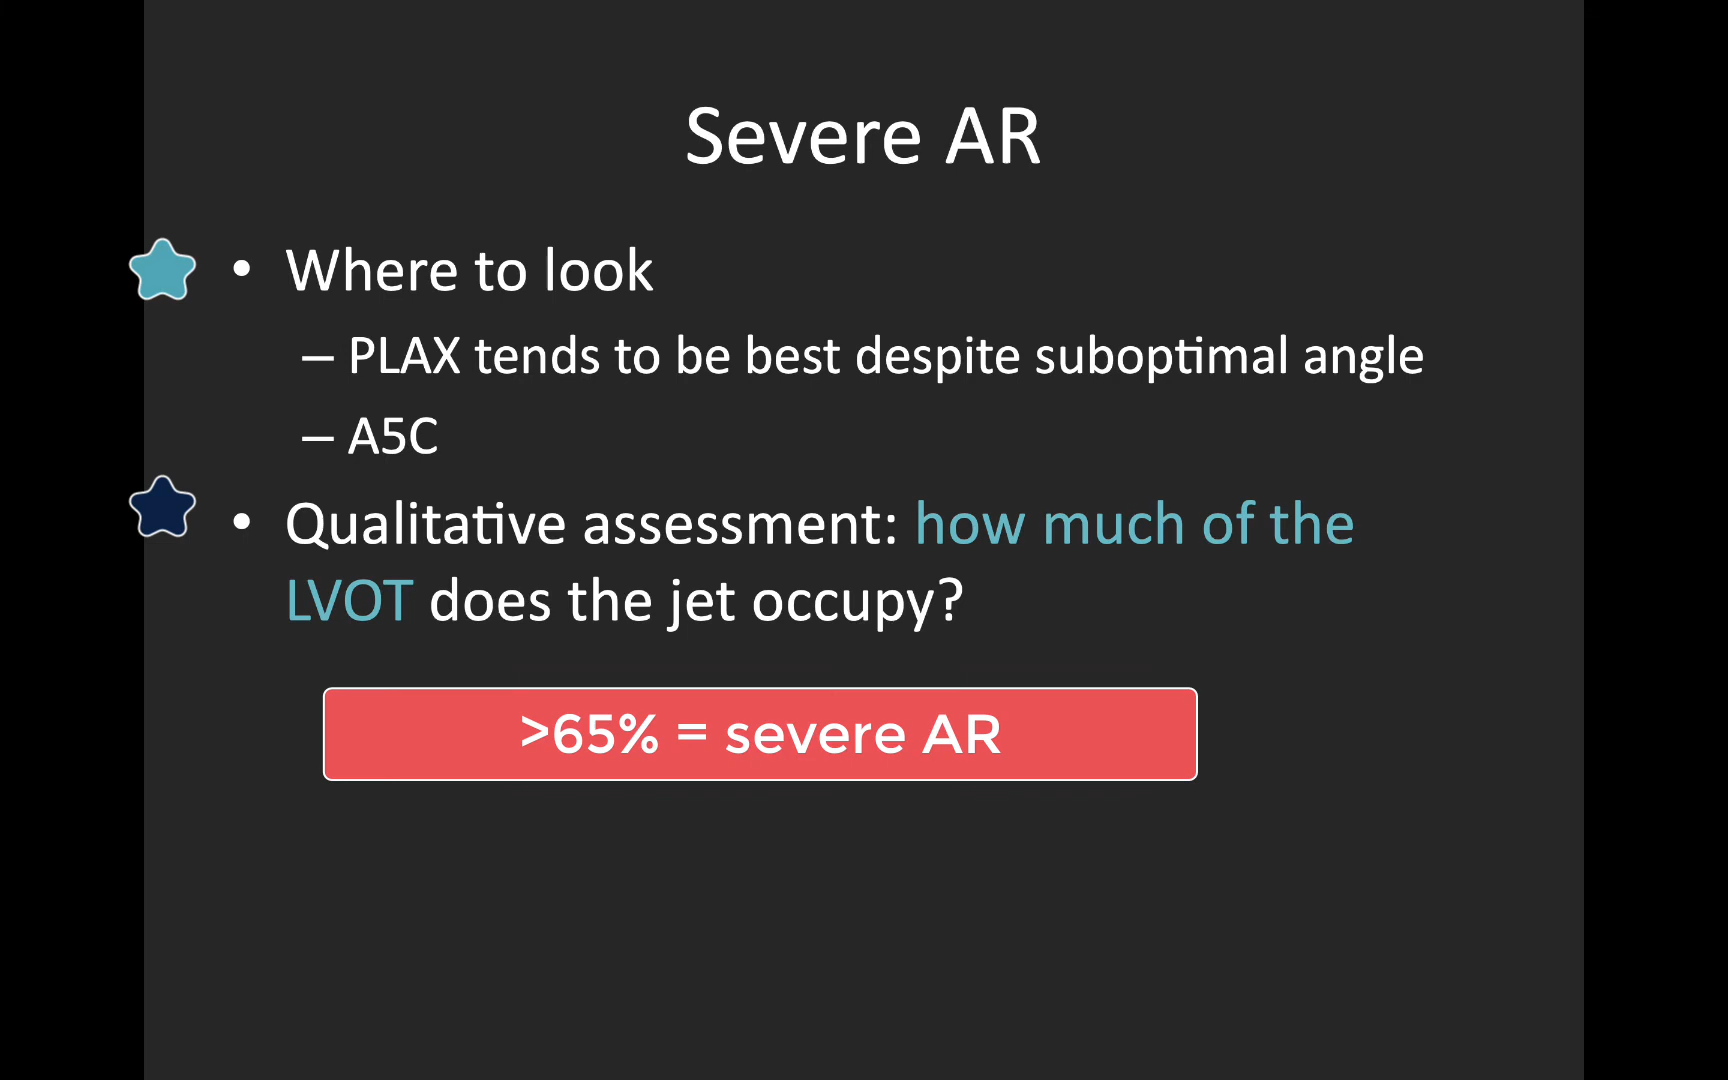 Severe AR
• Where to look
– PLAX tends to be best despite suboptimal angle
– A5C
• Qualitative assessment: how much of the
LVOT does the jet occupy?
>65% = severe AR